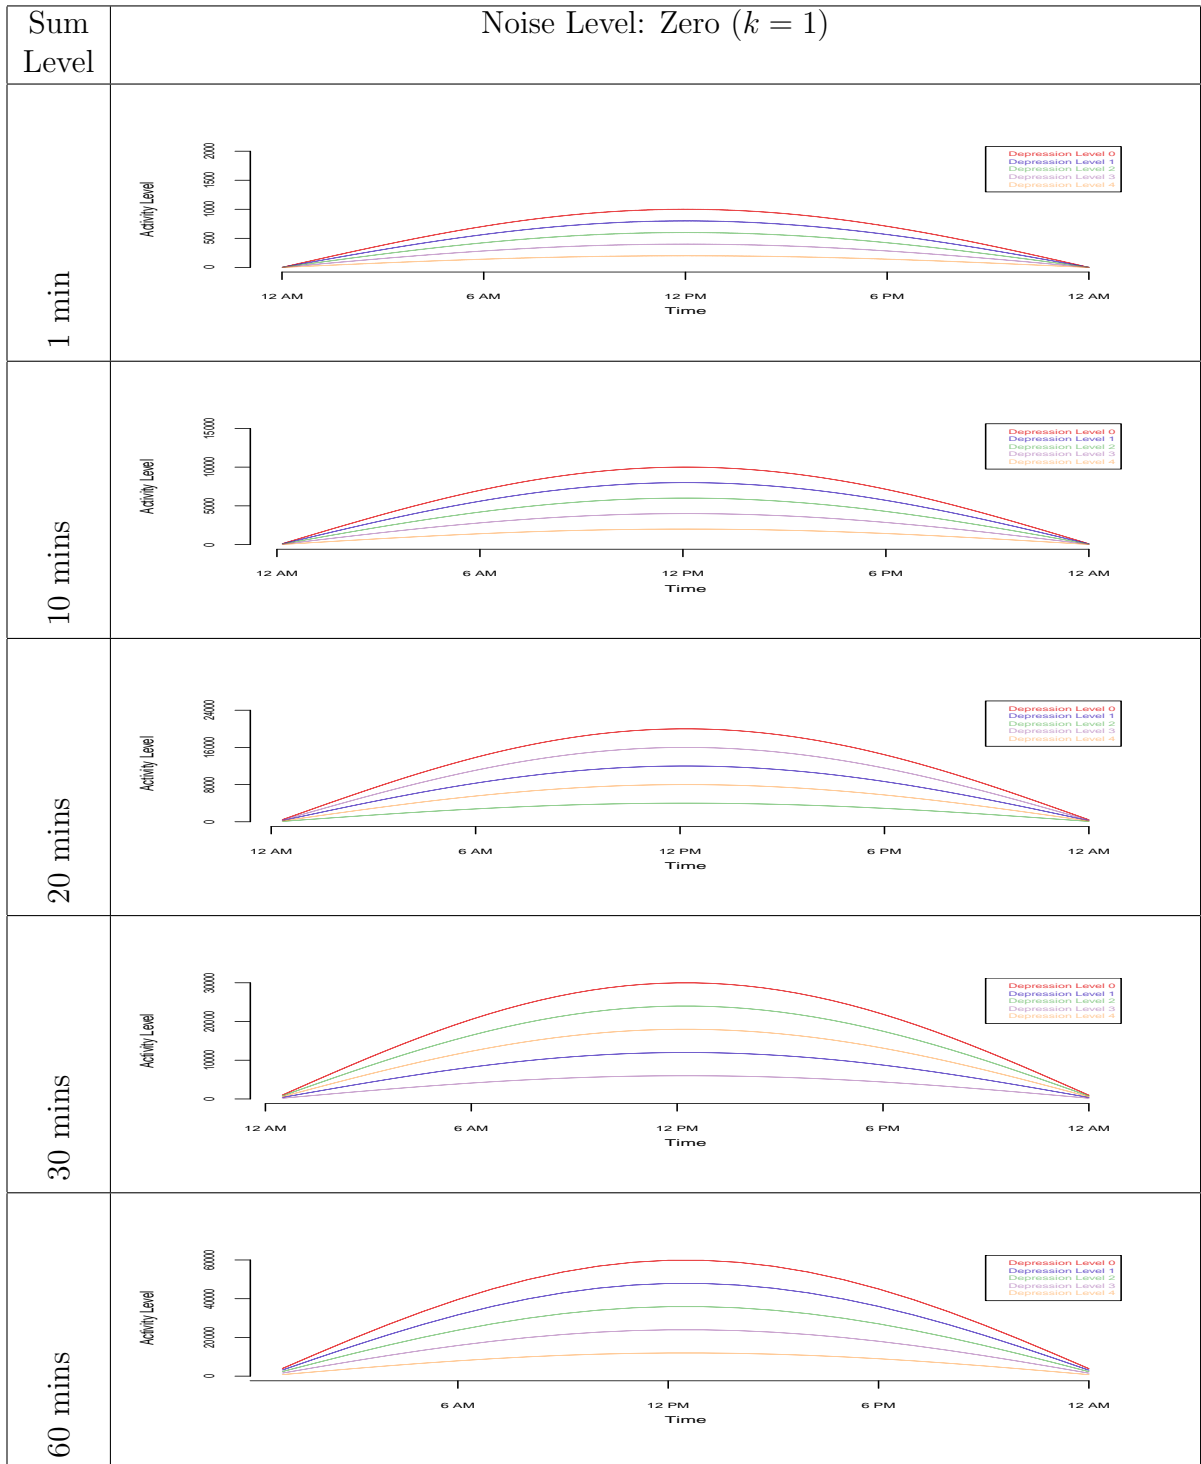 Sum
Level
Noise Level: Zero (k = 1)
1 min
Activity Level
2000
1500
1000
500
0
Depression Level 0
Depression Level 1
Depression Level 2
Depression Level 3
Depression Level 4
12 AM 6 AM 12 PM 6 PM 12 AM
Time
10 mins
Activity Level
15000
10000
5000
0
Depression Level 0
Depression Level 1
Depression Level 2
Depression Level 3
Depression Level 4
12 AM 6 AM 12 PM 6 PM 12 AM
Time
20 mins
Activity Level
24000
16000
8000
0
Depression Level 0
Depression Level 1
Depression Level 2
Depression Level 3
Depression Level 4
12 AM 6 AM 12 PM 6 PM 12 AM
Time
30 mins
Activity Level
30000
20000
10000
0
Depression Level 0
Depression Level 1
Depression Level 2
Depression Level 3
Depression Level 4
12 AM 6 AM 12 PM 6 PM 12 AM
Time
60 mins
Activity Level
60000
40000
20000
0
Depression Level 0
Depression Level 1
Depression Level 2
Depression Level 3
Depression Level 4
6 AM 12 PM 6 PM 12 AM
Time